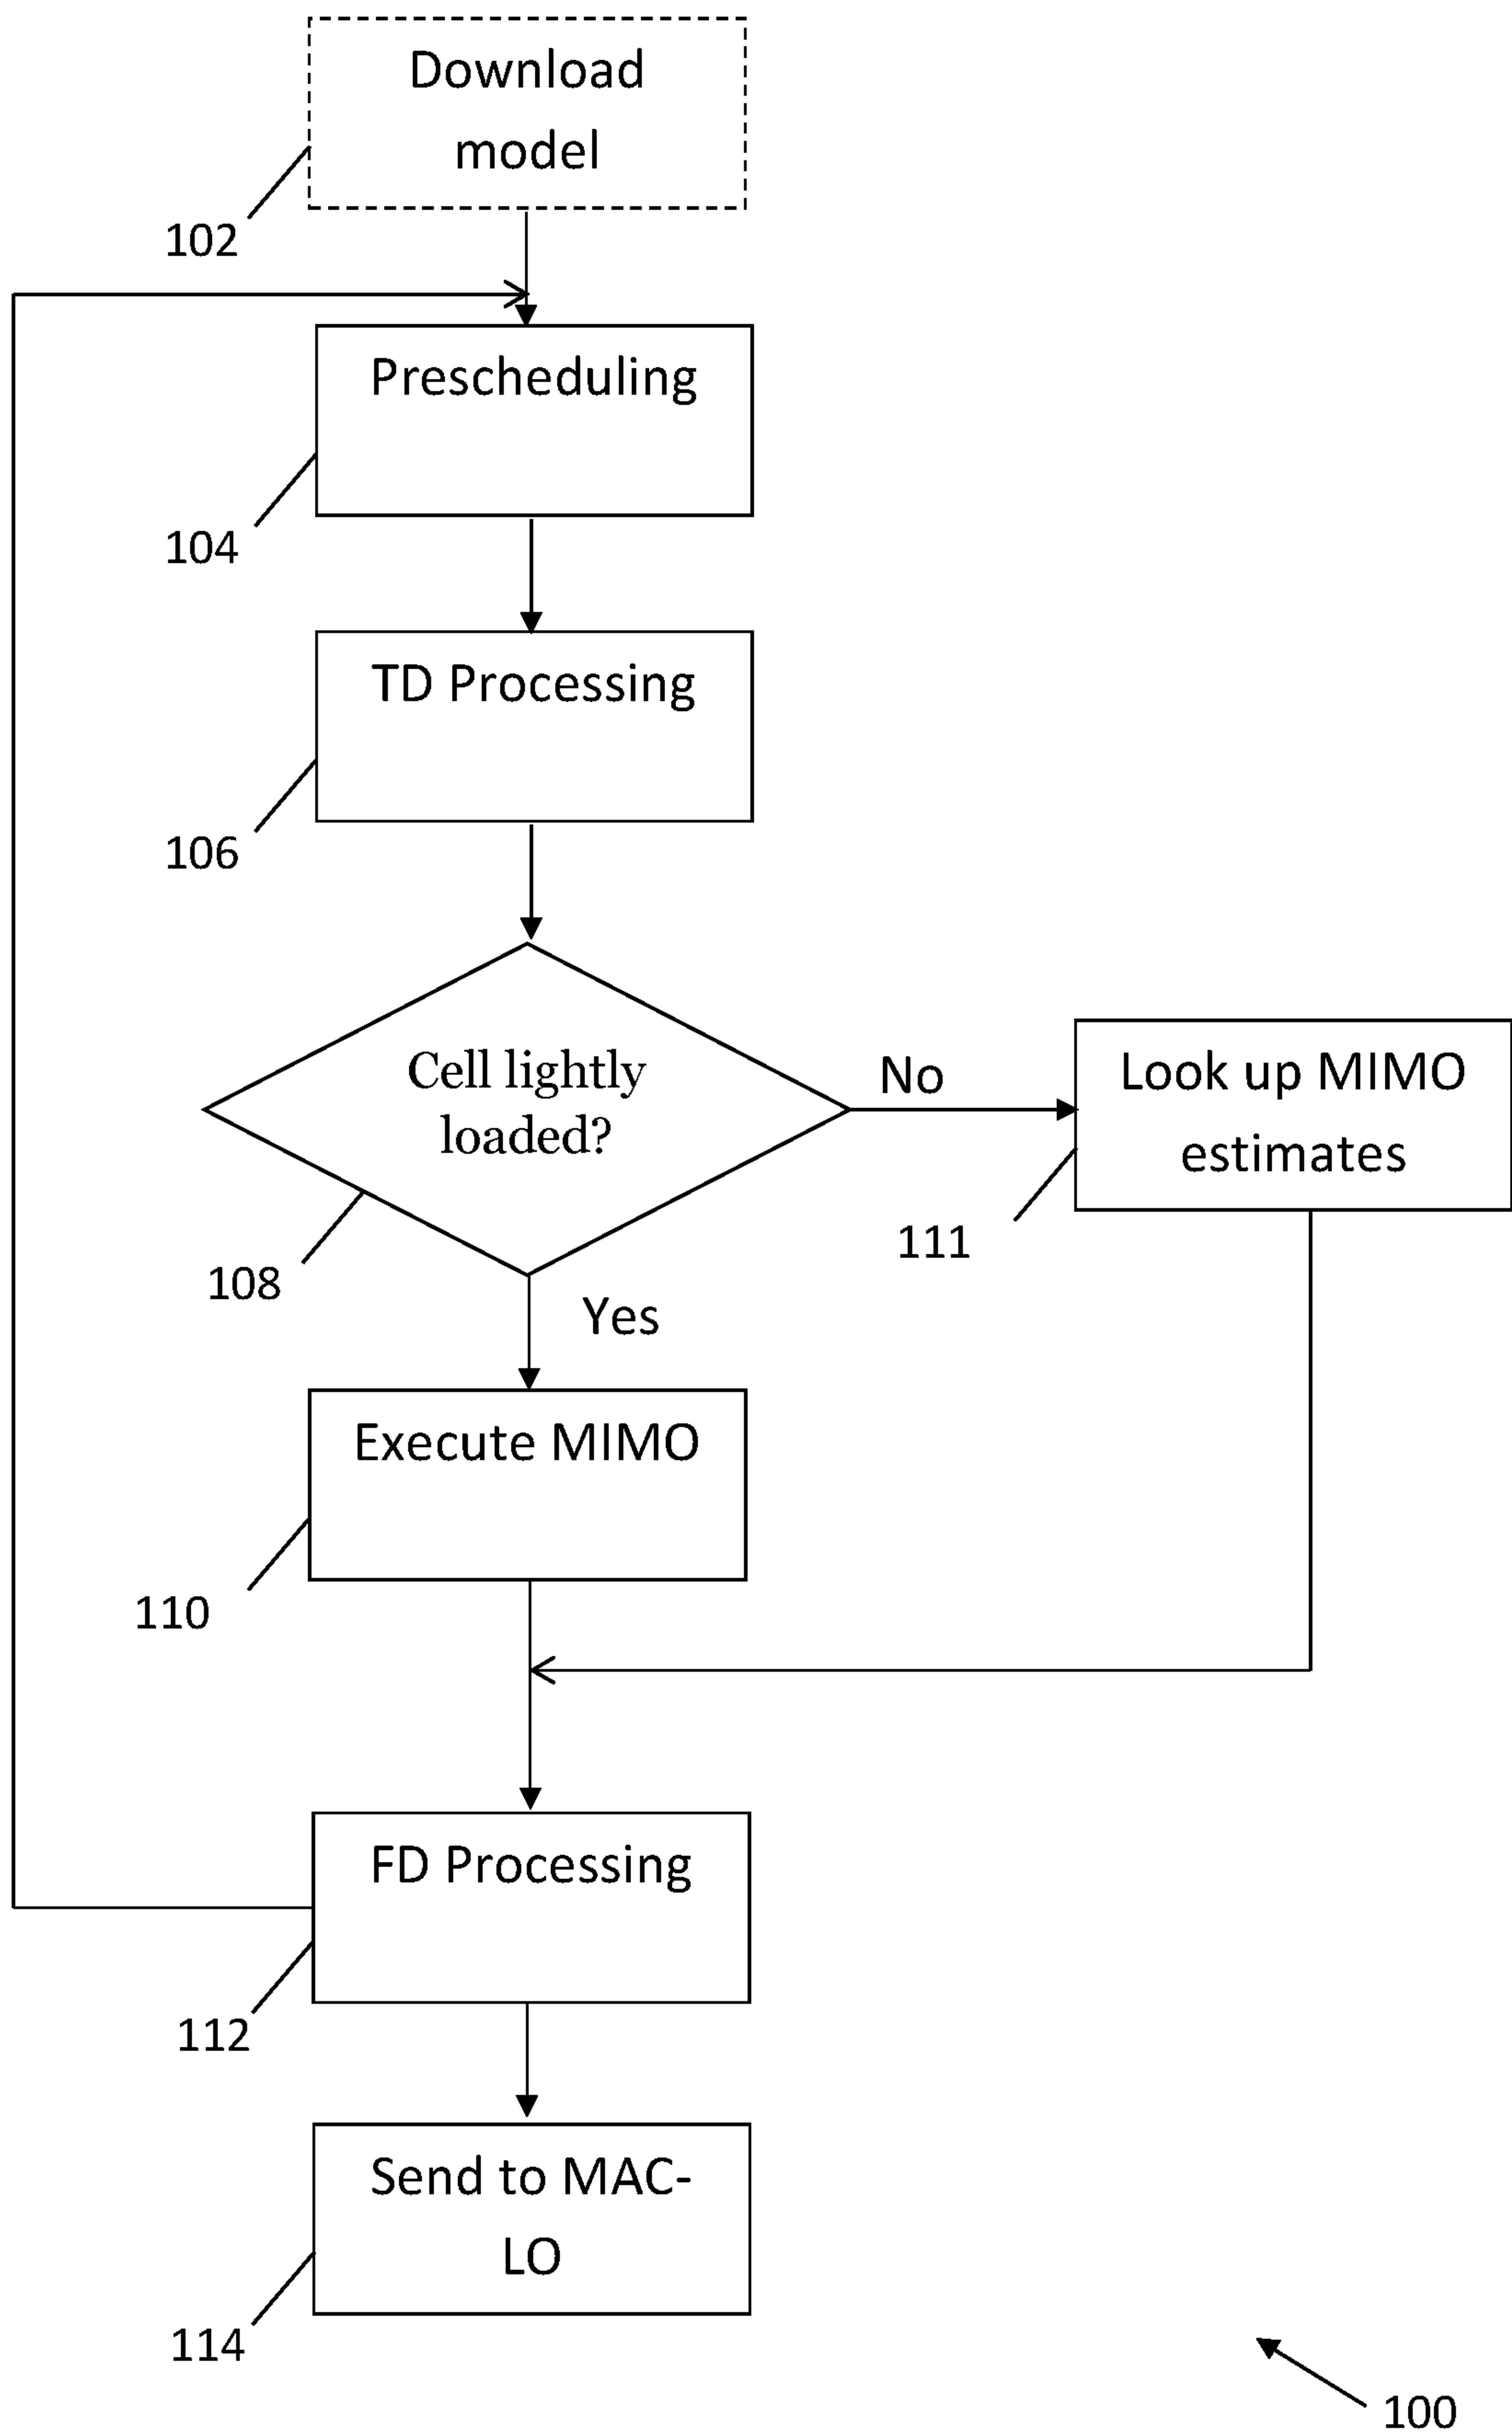 Download
model
102
Prescheduling
104
TD Processing
106
Cell lightly
loaded?
108
No
Look up MIMO
estimates
111
Yes
Execute MIMO
110
FD Processing
112
Send to MAC-
LO
114
100